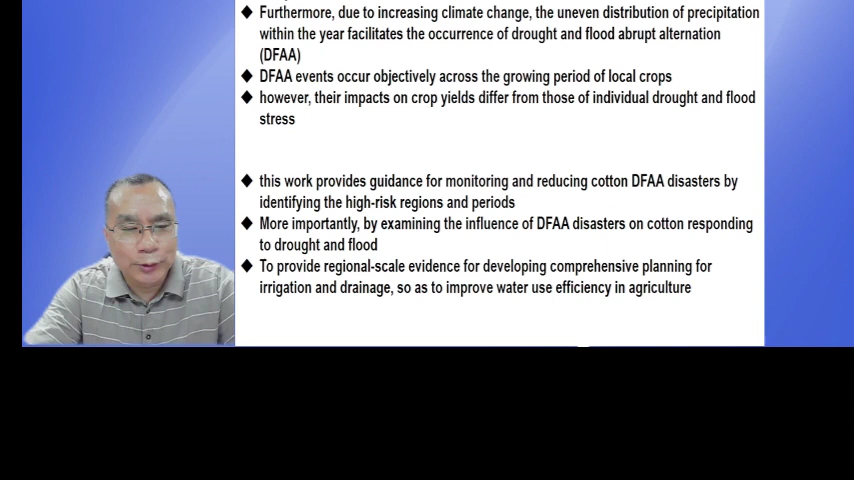 ◆ Furthermore, due to increasing climate change, the uneven distribution of precipitation
within the year facilitates the occurrence of drought and flood abrupt alternation
(DFAA)
◆ DFAA events occur objectively across the growing period of local crops
◆ however, their impacts on crop yields differ from those of individual drought and flood
stress
◆ this work provides guidance for monitoring and reducing cotton DFAA disasters by
identifying the high-risk regions and periods
◆ More importantly, by examining the influence of DFAA disasters on cotton responding
to drought and flood
◆ To provide regional-scale evidence for developing comprehensive planning for
irrigation and drainage, so as to improve water use efficiency in agriculture